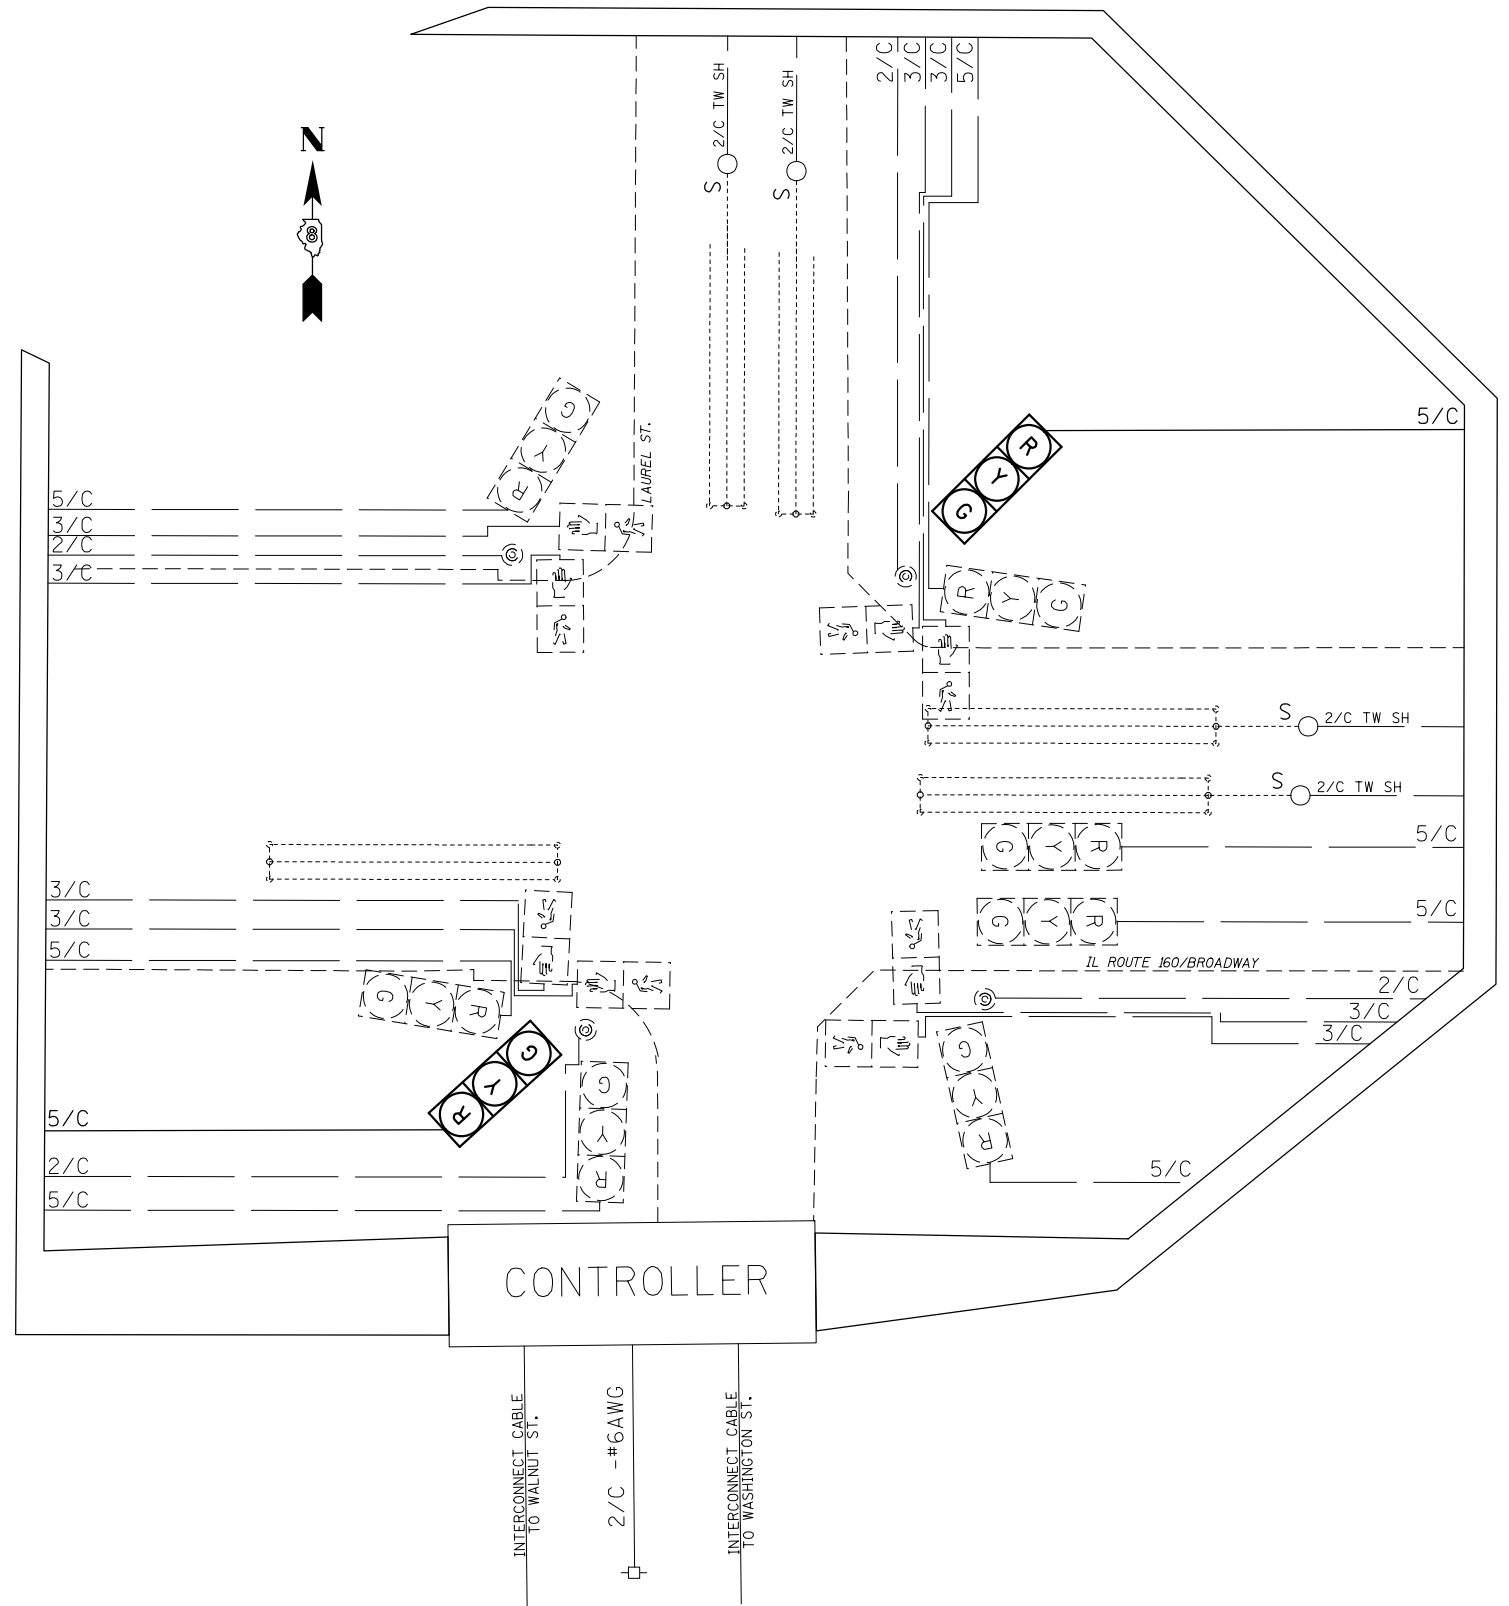 2/C
3/C
3/C
5/C
2/C TW SH
2/C TW SH
S
S
N
8
5/C
R
Y
G
G
Y
R
LAUREL ST.
5/C
3/C
2/C
3/C
R
Y
G
S
2/C TW SH
S
2/C TW SH
G
Y
R
5/C
G
Y
R
5/C
3/C
3/C
5/C
IL ROUTE 160/BROADWAY
2/C
3/C
3/C
G
Y
R
G
Y
R
G
Y
R
G
Y
R
5/C
2/C
5/C
5/C
CONTROLLER
INTERCONNECT CABLE
TO WALNUT ST.
2/C -#6AWG
INTERCONNECT CABLE
TO WASHINGTON ST.